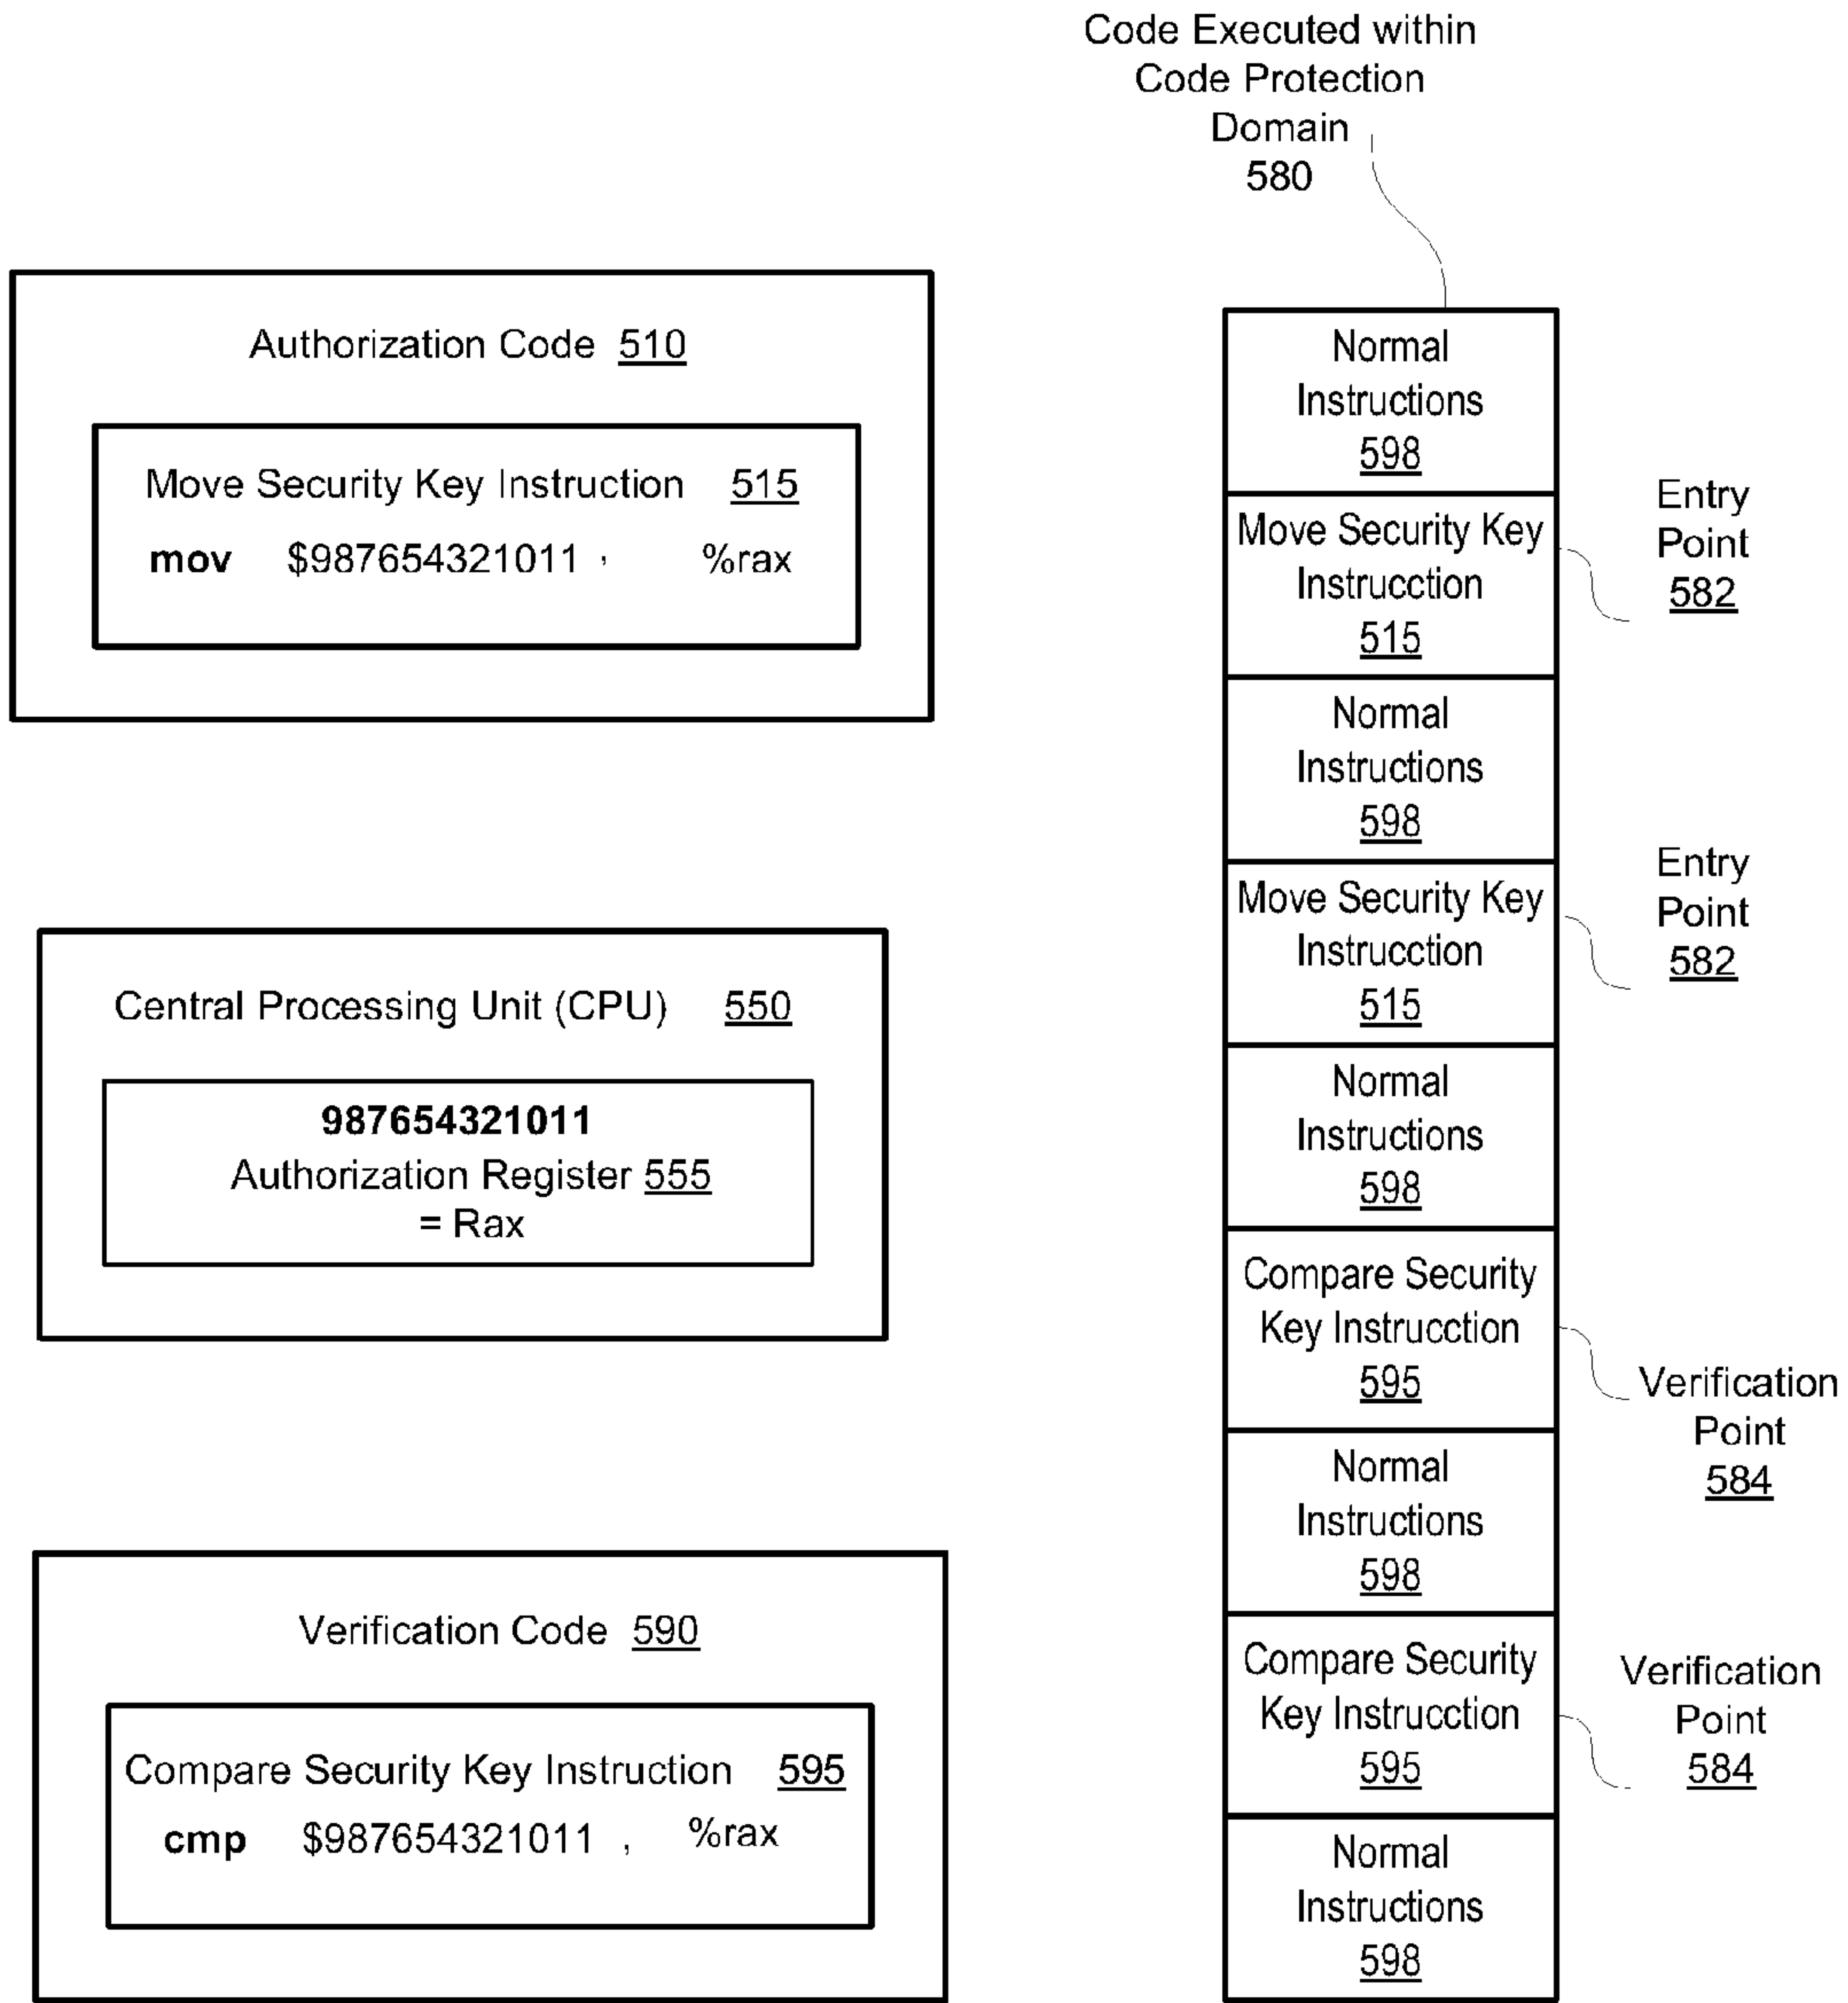 Code Executed within
Code Protection
Domain
580
Authorization Code 510
Move Security Key Instruction 515
mov $987654321011 , %rax
Central Processing Unit (CPU) 550
987654321011
Authorization Register 555
= Rax
Verification Code 590
Compare Security Key Instruction 595
cmp $987654321011 , %rax
Normal
Instructions
598
Move Security Key
Instrucction
515
Entry
Point
582
Normal
Instructions
598
Move Security Key
Instrucction
515
Entry
Point
582
Normal
Instructions
598
Compare Security
Key Instrucction
595
Verification
Point
584
Normal
Instructions
598
Compare Security
Key Instrucction
595
Verification
Point
584
Normal
Instructions
598